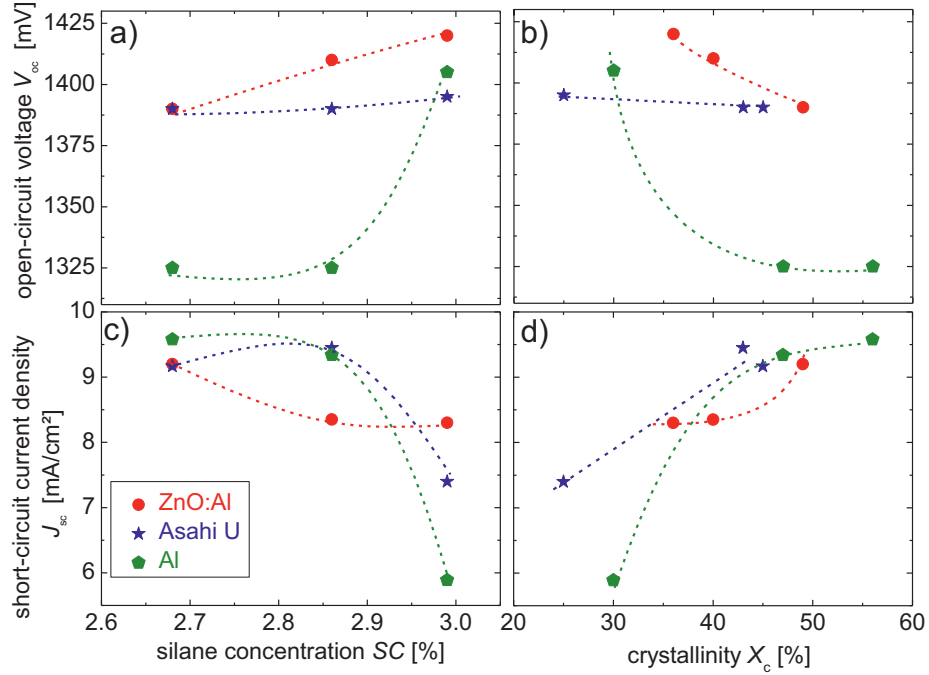 a)
b)
open-circuit voltage Voc [mV]
1425
1400
1375
1350
1325
10
c)
d)
short-circuit current density
Jsc [mA/cm²]
9
8
7
6
ZnO:Al
Asahi U
Al
2.6 2.7 2.8 2.9 3.0
20 30 40 50 60
silane concentration SC [%]
crystallinity Xc [%]